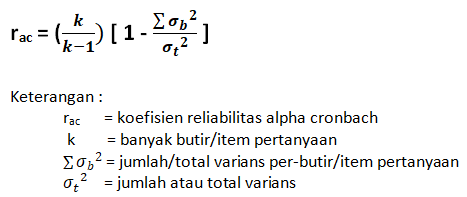 r_ac = (k/k−1) [ 1 - ∑σ_b²/σ_t² ]
Keterangan :
r_ac = koefisien reliabilitas alpha cronbach
k = banyak butir/item pertanyaan
∑σ_b² = jumlah/total varians per-butir/item pertanyaan
σ_t² = jumlah atau total varians